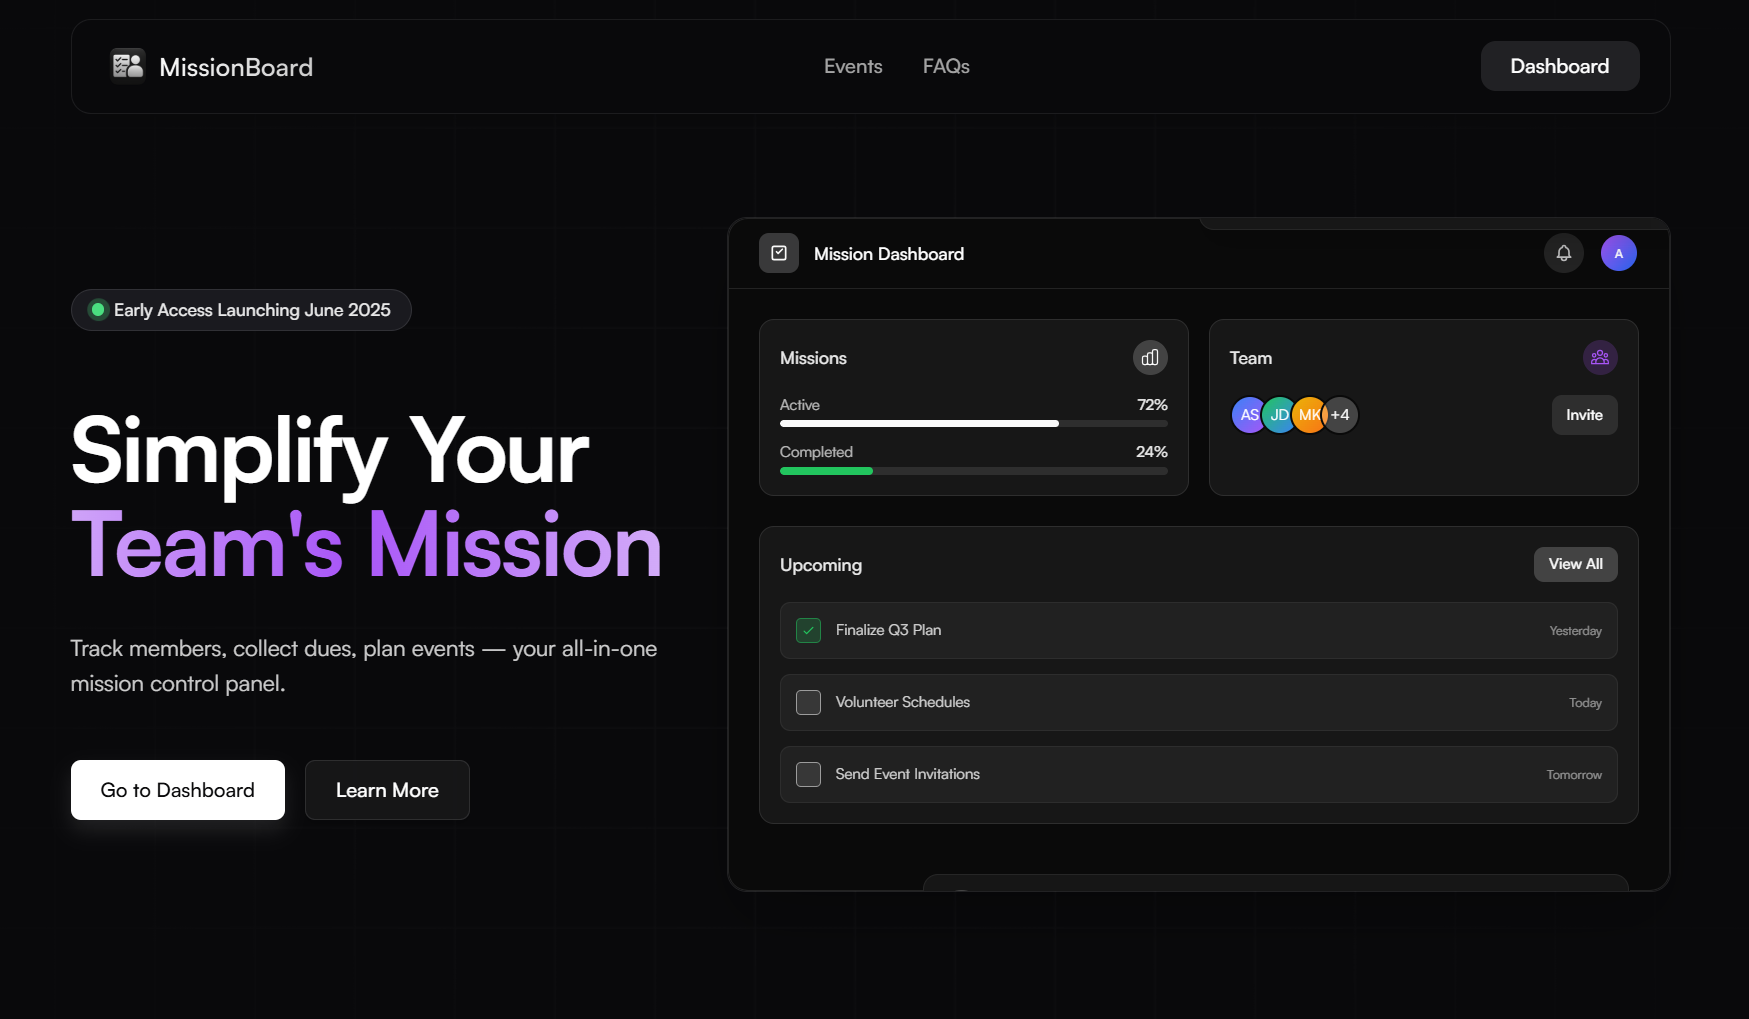 MissionBoard
Events
FAQs
Dashboard
Early Access Launching June 2025
Simplify Your
Team's Mission
Track members, collect dues, plan events — your all-in-one
mission control panel.
Go to Dashboard
Learn More
Mission Dashboard
A
Missions
Active
72%
Completed
24%
Team
AS
JD
MK
+4
Invite
Upcoming
View All
Finalize Q3 Plan
Yesterday
Volunteer Schedules
Today
Send Event Invitations
Tomorrow